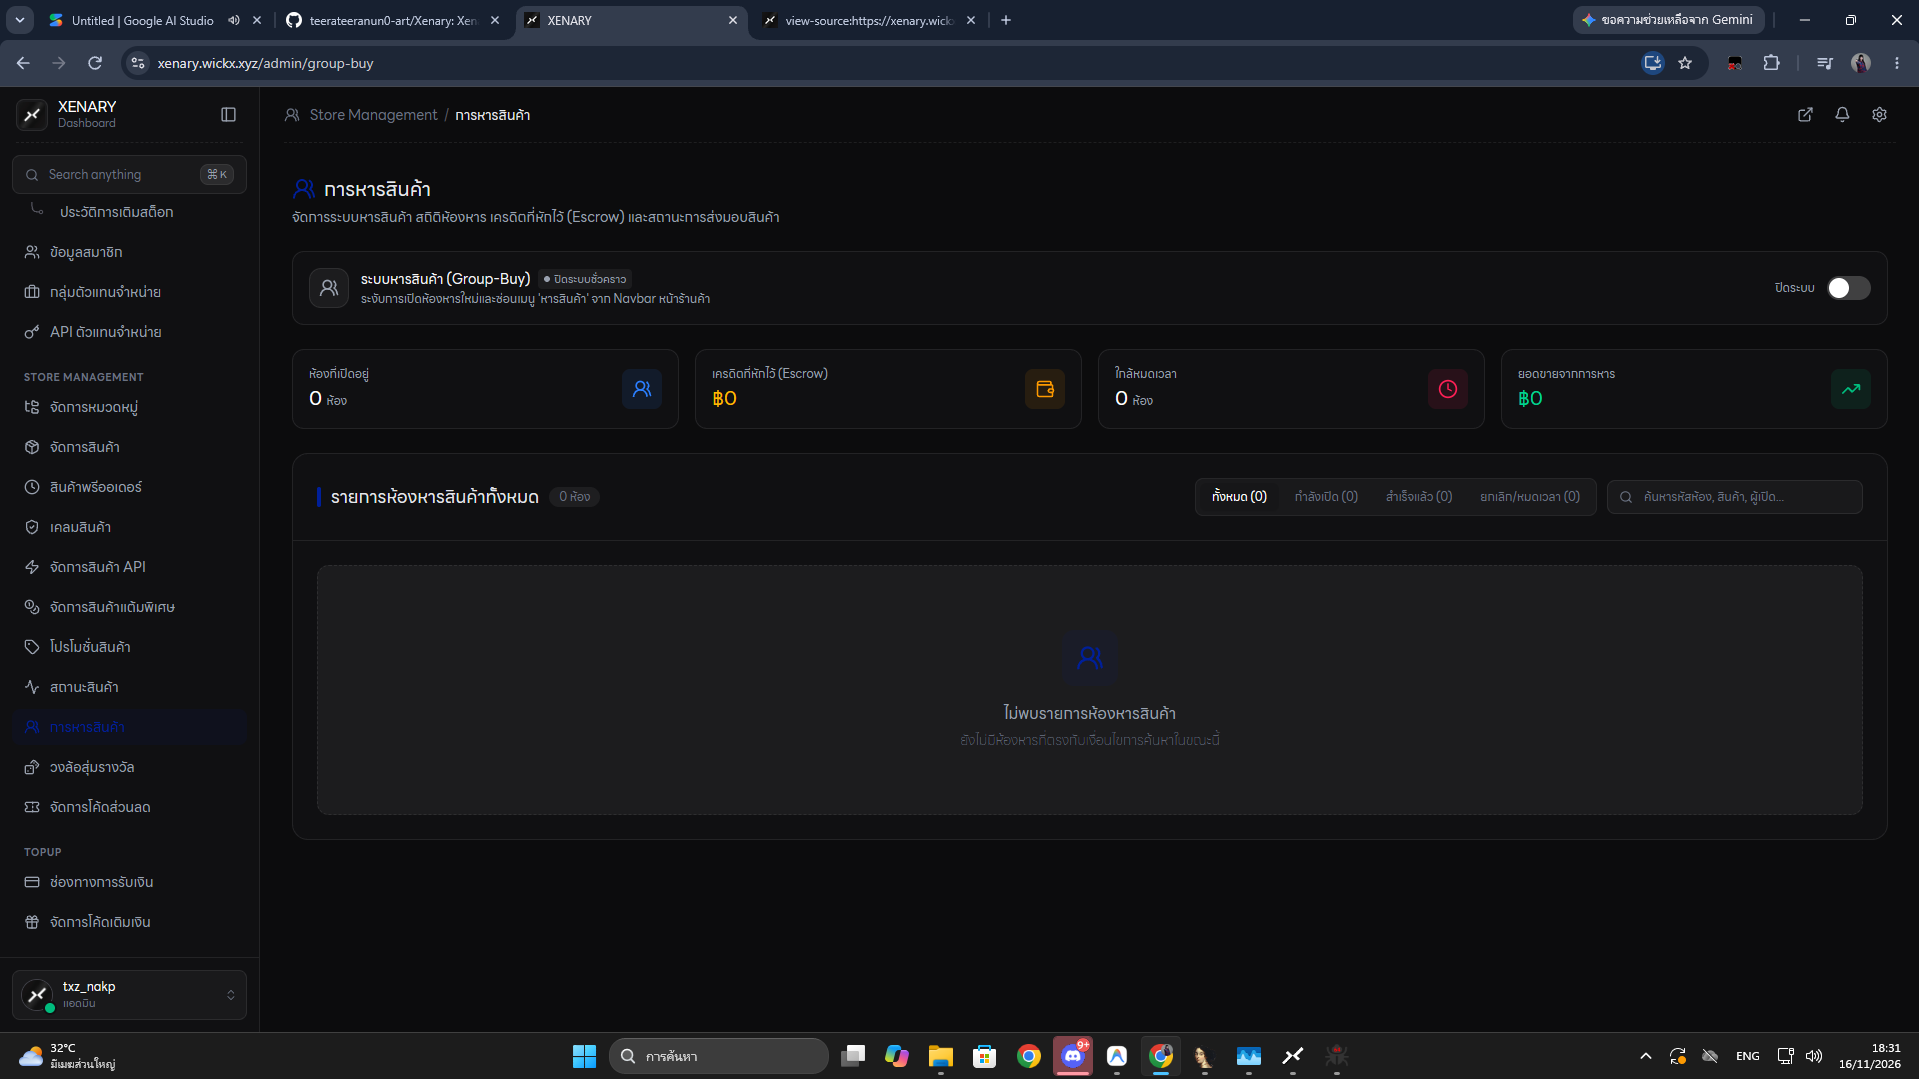 Untitled | Google AI Studio
teerateeranun0-art/Xenary: Xen
XENARY
view-source:https://xenary.wick
ขอความช่วยเหลือจาก Gemini
xenary.wickx.xyz/admin/group-buy
XENARY
Dashboard
Search anything
⌘ K
ประวัติการเติมสต็อก
ข้อมูลสมาชิก
กลุ่มตัวแทนจำหน่าย
API ตัวแทนจำหน่าย
STORE MANAGEMENT
จัดการหมวดหมู่
จัดการสินค้า
สินค้าพรีออเดอร์
เคลมสินค้า
จัดการสินค้า API
จัดการสินค้าแต้มพิเศษ
โปรโมชั่นสินค้า
สถานะสินค้า
การหารสินค้า
วงล้อสุ่มรางวัล
จัดการโค้ดส่วนลด
TOPUP
ช่องทางการรับเงิน
จัดการโค้ดเติมเงิน
txz_nakp
แอดมิน
Store Management / การหารสินค้า
การหารสินค้า
จัดการระบบหารสินค้า สถิติห้องหาร เครดิตที่หักไว้ (Escrow) และสถานะการส่งมอบสินค้า
ระบบหารสินค้า (Group-Buy)
ปิดระบบชั่วคราว
ระงับการเปิดห้องหารใหม่และซ่อนเมนู 'หารสินค้า' จาก Navbar หน้าร้านค้า
ปิดระบบ
ห้องที่เปิดอยู่
0 ห้อง
เครดิตที่หักไว้ (Escrow)
฿0
ใกล้หมดเวลา
0 ห้อง
ยอดขายจากการหาร
฿0
รายการห้องหารสินค้าทั้งหมด
0 ห้อง
ทั้งหมด (0)
กำลังเปิด (0)
สำเร็จแล้ว (0)
ยกเลิก/หมดเวลา (0)
ค้นหารหัสห้อง, สินค้า, ผู้เปิด...
ไม่พบรายการห้องหารสินค้า
ยังไม่มีห้องหารที่ตรงกับเงื่อนไขการค้นหาในขณะนี้
32°C
มีเมฆส่วนใหญ่
การค้นหา
9+
ENG
18:31
16/11/2026